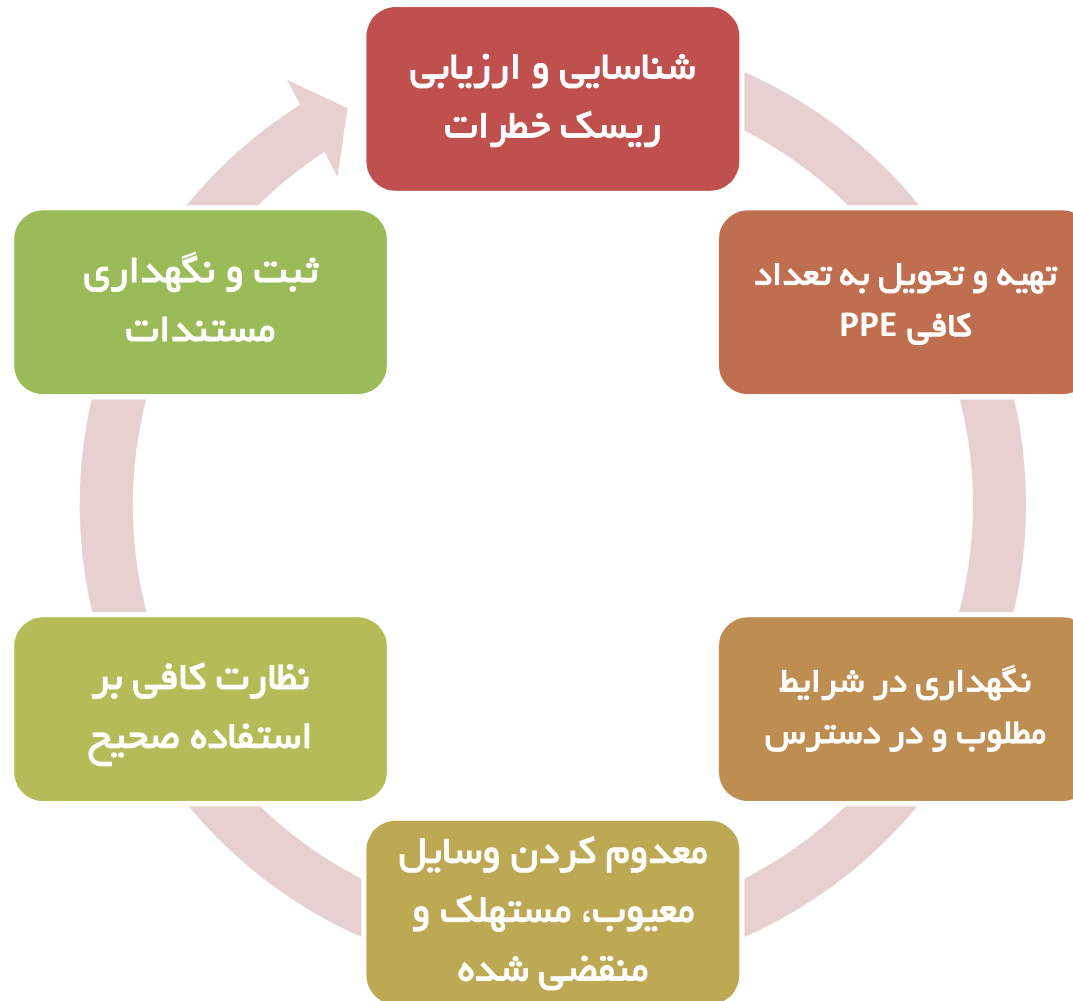 شناسایی و ارزیابی
ریسک خطرات
تهیه و تحویل به تعداد
کافی PPE
نگهداری در شرایط
مطلوب و در دسترس
معدوم کردن وسایل
معیوب، مستهلک و
منقضی شده
نظارت کافی بر
استفاده صحیح
ثبت و نگهداری
مستندات